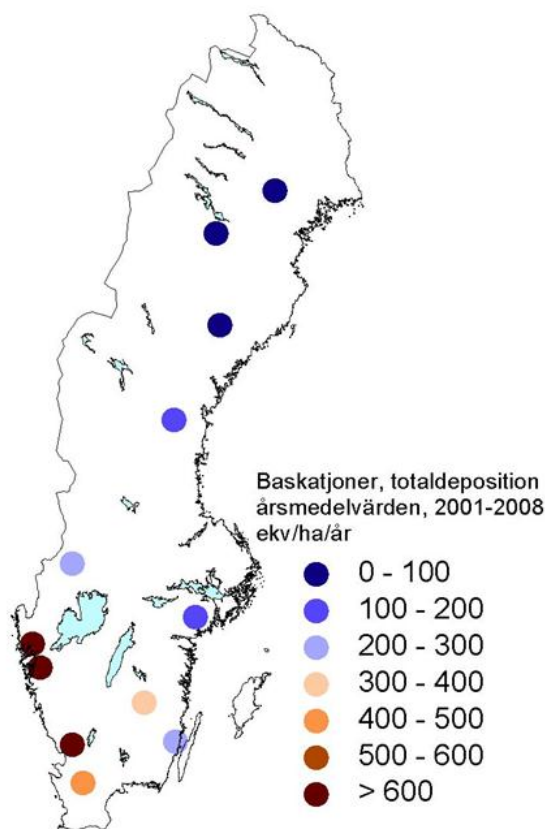 Baskatjoner, totaldeposition
årsmedelvärden, 2001-2008
ekv/ha/år
0 - 100
100 - 200
200 - 300
300 - 400
400 - 500
500 - 600
> 600